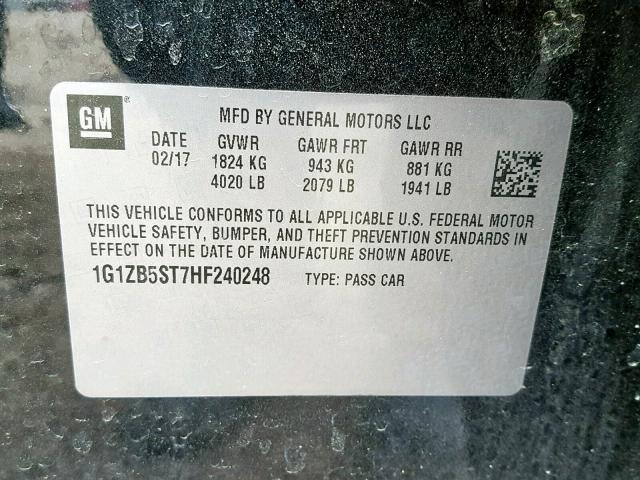 GM
®
MFD BY GENERAL MOTORS LLC
DATE GVWR GAWR FRT GAWR RR
02/17 1824 KG 943 KG 881 KG
4020 LB 2079 LB 1941 LB
THIS VEHICLE CONFORMS TO ALL APPLICABLE U.S. FEDERAL MOTOR
VEHICLE SAFETY, BUMPER, AND THEFT PREVENTION STANDARDS IN
EFFECT ON THE DATE OF MANUFACTURE SHOWN ABOVE.
1G1ZB5ST7HF240248 TYPE: PASS CAR